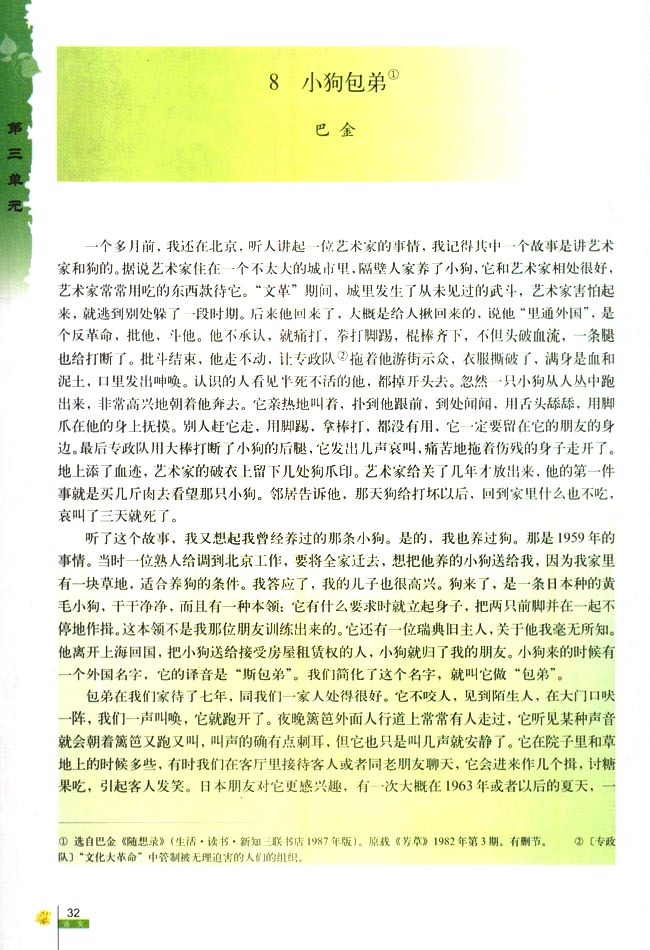 第三单元
8 小狗包弟①
巴金
一个多月前，我还在北京，听人讲起一位艺术家的事情，我记得其中一个故事是讲艺术
家和狗的。据说艺术家住在一个不太大的城市里，隔壁人家养了小狗，它和艺术家相处很好，
艺术家常常用吃的东西款待它。“文革”期间，城里发生了从未见过的武斗，艺术家害怕起
来，就逃到别处躲了一段时期。后来他回来了，大概是给人揪回来的，说他“里通外国”，是
个反革命，批他，斗他。他不承认，就痛打，拳打脚踢，棍棒齐下，不但头破血流，一条腿
也给打断了。批斗结束，他走不动，让专政队②拖着他游街示众，衣服撕破了，满身是血和
泥土，口里发出呻唤。认识的人看见半死不活的他，都掉开头去。忽然一只小狗从人丛中跑
出来，非常高兴地朝着他奔去。它亲热地叫着，扑到他跟前，到处闻闻，用舌头舔舔，用脚
爪在他的身上抚摸。别人赶它走，用脚踢，拿棒打，都没有用，它一定要留在它的朋友的身
边。最后专政队用大棒打断了小狗的后腿，它发出几声哀叫，痛苦地拖着伤残的身子走开了。
地上添了血迹，艺术家的破衣上留下几处狗爪印。艺术家给关了几年才放出来，他的第一件
事就是买几斤肉去看望那只小狗。邻居告诉他，那天狗给打坏以后，回到家里什么也不吃，
哀叫了三天就死了。
听了这个故事，我又想起我曾经养过的那条小狗。是的，我也养过狗。那是1959年的
事情。当时一位熟人给调到北京工作，要将全家迁去，想把他养的小狗送给我，因为我家里
有一块草地，适合养狗的条件。我答应了，我的儿子也很高兴。狗来了，是一条日本种的黄
毛小狗，干干净净，而且有一种本领：它有什么要求时就立起身子，把两只前脚并在一起不
停地作揖。这本领不是我那位朋友训练出来的。它还有一位瑞典旧主人，关于他我毫无所知。
他离开上海回国，把小狗送给接受房屋租赁权的人，小狗就归了我的朋友。小狗来的时候有
一个外国名字，它的译音是“斯包弟”。我们简化了这个名字，就叫它做“包弟”。
包弟在我们家待了七年，同我们一家人处得很好。它不咬人，见到陌生人，在大门口吠
一阵，我们一声叫唤，它就跑开了。夜晚篱笆外面人行道上常常有人走过，它听见某种声音
就会朝着篱笆又跑又叫，叫声的确有点刺耳，但它也只是叫几声就安静了。它在院子里和草
地上的时候多些，有时我们在客厅里接待客人或者同老朋友聊天，它会进来作几个揖，讨糖
果吃，引起客人发笑。日本朋友对它更感兴趣，有一次大概在1963年或者以后的夏天，一
① 选自巴金《随想录》（生活·读书·新知三联书店1987年版）。原载《芳草》1982年第3期。有删节。 ②〔专政
队〕“文化大革命”中管制被无理迫害的人们的组织。
32
语文